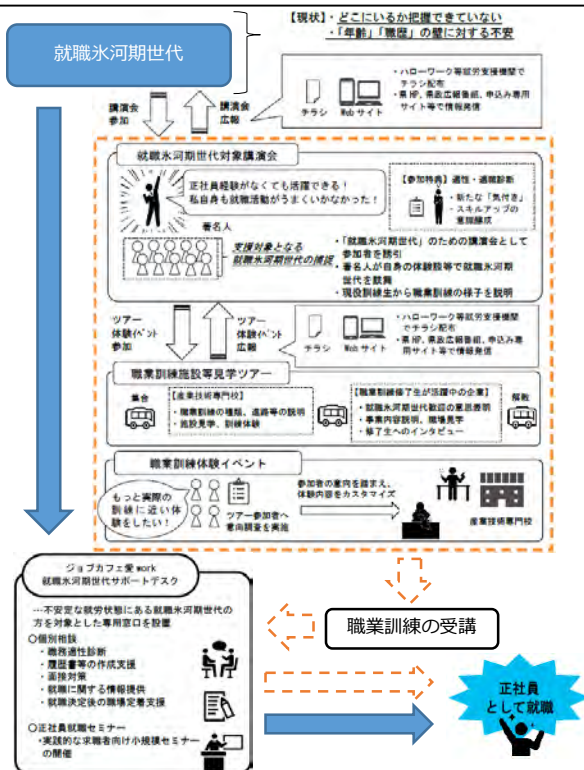 【現状】・どこにいるか把握できていない
・「年齢」「職歴」の壁に対する不安
就職氷河期世代
講演会
参加
講演会
広報
チラシ
Webサイト
・ハローワーク等就労支援機関で
チラシ配布
・県HP、県政広報番組、申込み専用
サイト等で情報発信
就職氷河期世代対象講演会
正社員経験がなくても活躍できる！
私自身も就職活動がうまくいかなかった！
著名人
【参加特典】適性・適職診断
・新たな「気付き」
・スキルアップの
意識醸成
支援対象となる
就職氷河期世代の捕捉
・「就職氷河期世代」のための講演会として
参加者を誘引
・著名人が自身の体験談等で就職氷河期
世代を鼓舞
・現役訓練生から職業訓練の様子を説明
ツアー
体験イベント
参加
ツアー
体験イベント
広報
チラシ
Webサイト
・ハローワーク等就労支援機関
でチラシ配布
・県HP、県政広報番組、申込み専
用サイト等で情報発信
職業訓練施設等見学ツアー
集合
【産業技術専門校】
・職業訓練の種類、進路等の説明
・施設見学、訓練体験
【職業訓練修了生が活躍中の企業】
・就職氷河期世代歓迎の意思表明
・事業内容説明、職場見学
・修了生へのインタビュー
解散
職業訓練体験イベント
もっと実際の
訓練に近い体
験をしたい！
ツアー参加者へ
意向調査を実施
参加者の意向を踏まえ、
体験内容をカスタマイズ
産業技術専門校
ジョブカフェ愛work
就職氷河期世代サポートデスク
…不安定な就労状態にある就職氷河期世代の
方を対象とした専用窓口を設置
○個別相談
・職務適性診断
・履歴書等の作成支援
・面接対策
・就職に関する情報提供
・就職決定後の職場定着支援
○正社員就職セミナー
・実践的な求職者向け小規模セミナー
の開催
職業訓練の受講
正社員
として就職